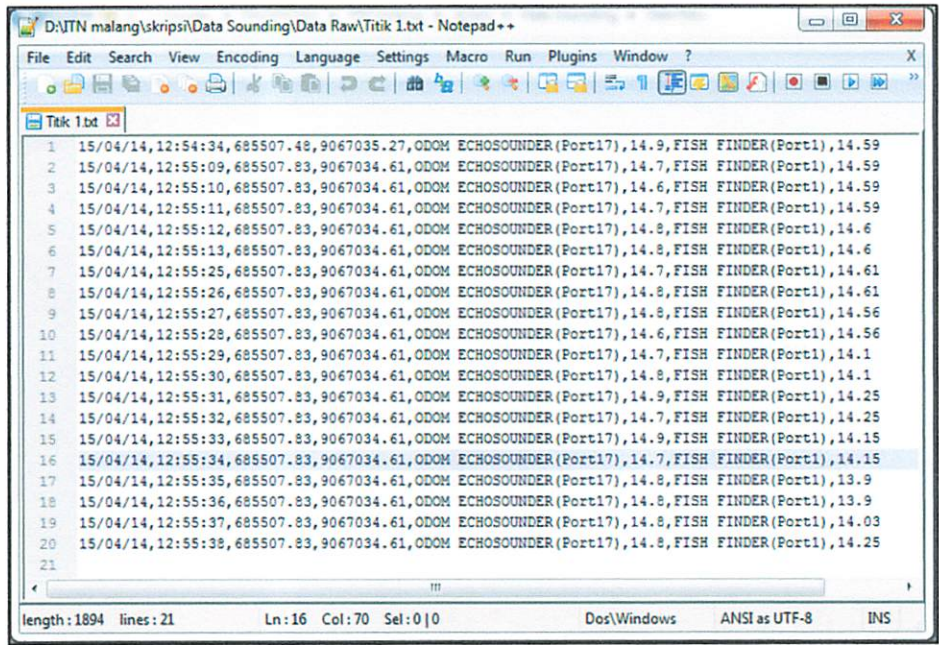 D:\ITN malang\skripsi\Data Sounding\Data Raw\Titik 1.txt - Notepad++
File Edit Search View Encoding Language Settings Macro Run Plugins Window ? X
Titik 1.txt
1 15/04/14,12:54:34,685507.48,9067035.27,ODOM ECHOSOUNDER(Port17),14.9,FISH FINDER(Port1),14.59
2 15/04/14,12:55:09,685507.83,9067034.61,ODOM ECHOSOUNDER(Port17),14.7,FISH FINDER(Port1),14.59
3 15/04/14,12:55:10,685507.83,9067034.61,ODOM ECHOSOUNDER(Port17),14.6,FISH FINDER(Port1),14.59
4 15/04/14,12:55:11,685507.83,9067034.61,ODOM ECHOSOUNDER(Port17),14.7,FISH FINDER(Port1),14.59
5 15/04/14,12:55:12,685507.83,9067034.61,ODOM ECHOSOUNDER(Port17),14.8,FISH FINDER(Port1),14.6
6 15/04/14,12:55:13,685507.83,9067034.61,ODOM ECHOSOUNDER(Port17),14.8,FISH FINDER(Port1),14.6
7 15/04/14,12:55:25,685507.83,9067034.61,ODOM ECHOSOUNDER(Port17),14.7,FISH FINDER(Port1),14.61
8 15/04/14,12:55:26,685507.83,9067034.61,ODOM ECHOSOUNDER(Port17),14.8,FISH FINDER(Port1),14.61
9 15/04/14,12:55:27,685507.83,9067034.61,ODOM ECHOSOUNDER(Port17),14.8,FISH FINDER(Port1),14.56
10 15/04/14,12:55:28,685507.83,9067034.61,ODOM ECHOSOUNDER(Port17),14.6,FISH FINDER(Port1),14.56
11 15/04/14,12:55:29,685507.83,9067034.61,ODOM ECHOSOUNDER(Port17),14.7,FISH FINDER(Port1),14.1
12 15/04/14,12:55:30,685507.83,9067034.61,ODOM ECHOSOUNDER(Port17),14.8,FISH FINDER(Port1),14.1
13 15/04/14,12:55:31,685507.83,9067034.61,ODOM ECHOSOUNDER(Port17),14.9,FISH FINDER(Port1),14.25
14 15/04/14,12:55:32,685507.83,9067034.61,ODOM ECHOSOUNDER(Port17),14.7,FISH FINDER(Port1),14.25
15 15/04/14,12:55:33,685507.83,9067034.61,ODOM ECHOSOUNDER(Port17),14.9,FISH FINDER(Port1),14.15
16 15/04/14,12:55:34,685507.83,9067034.61,ODOM ECHOSOUNDER(Port17),14.7,FISH FINDER(Port1),14.15
17 15/04/14,12:55:35,685507.83,9067034.61,ODOM ECHOSOUNDER(Port17),14.8,FISH FINDER(Port1),13.9
18 15/04/14,12:55:36,685507.83,9067034.61,ODOM ECHOSOUNDER(Port17),14.8,FISH FINDER(Port1),13.9
19 15/04/14,12:55:37,685507.83,9067034.61,ODOM ECHOSOUNDER(Port17),14.8,FISH FINDER(Port1),14.03
20 15/04/14,12:55:38,685507.83,9067034.61,ODOM ECHOSOUNDER(Port17),14.8,FISH FINDER(Port1),14.25
21
length : 1894 lines : 21 Ln : 16 Col : 70 Sel : 0 | 0 Dos\Windows ANSI as UTF-8 INS